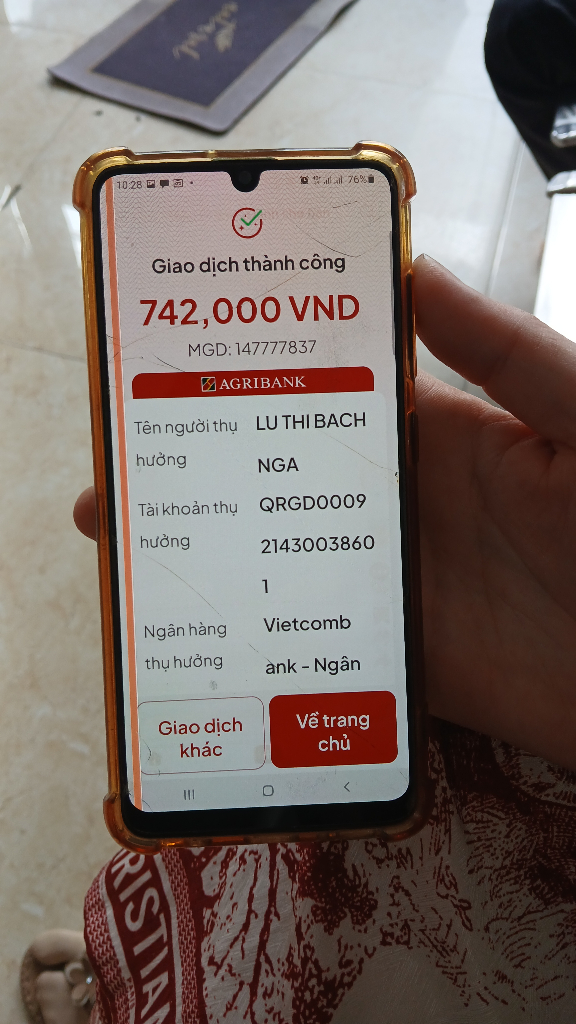 10:28
76%
Giao dịch thành công
742,000 VND
MGD: 147777837
AGRIBANK
Tên người thụ hưởng
LU THI BACH NGA
Tài khoản thụ hưởng
QRGD0009
2143003860
1
Ngân hàng thụ hưởng
Vietcomb
ank - Ngân
Giao dịch khác
Về trang chủ
RISTIAN